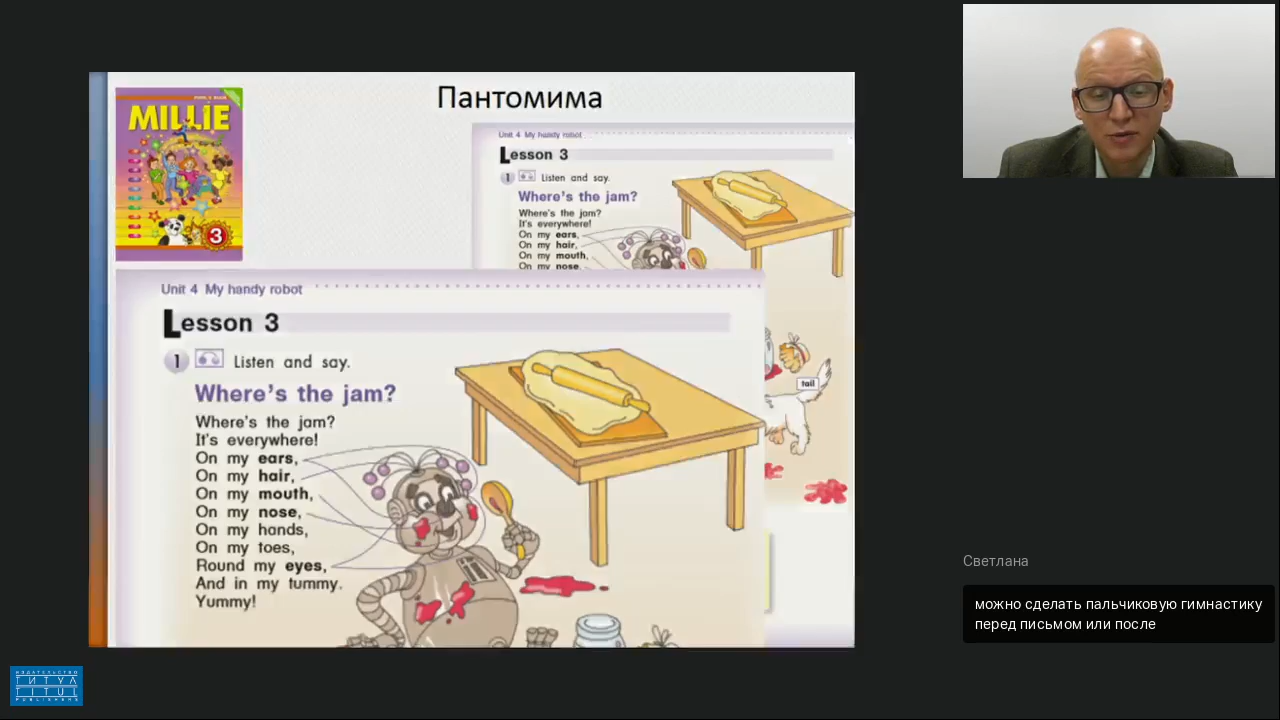 Пантомима
MILLIE
3
Unit 4 My handy robot
Lesson 3
1 Listen and say.
Where's the jam?
Where's the jam?
It's everywhere!
On my ears,
On my hair,
On my mouth,
On my nose,
tail
Unit 4 My handy robot
Lesson 3
1 Listen and say.
Where's the jam?
Where's the jam?
It's everywhere!
On my ears,
On my hair,
On my mouth,
On my nose,
On my hands,
On my toes,
Round my eyes,
And in my tummy.
Yummy!
Светлана
можно сделать пальчиковую гимнастику
перед письмом или после
ИЗДАТЕЛЬСТВО
ТИТУЛ
TITUL
PUBLISHERS